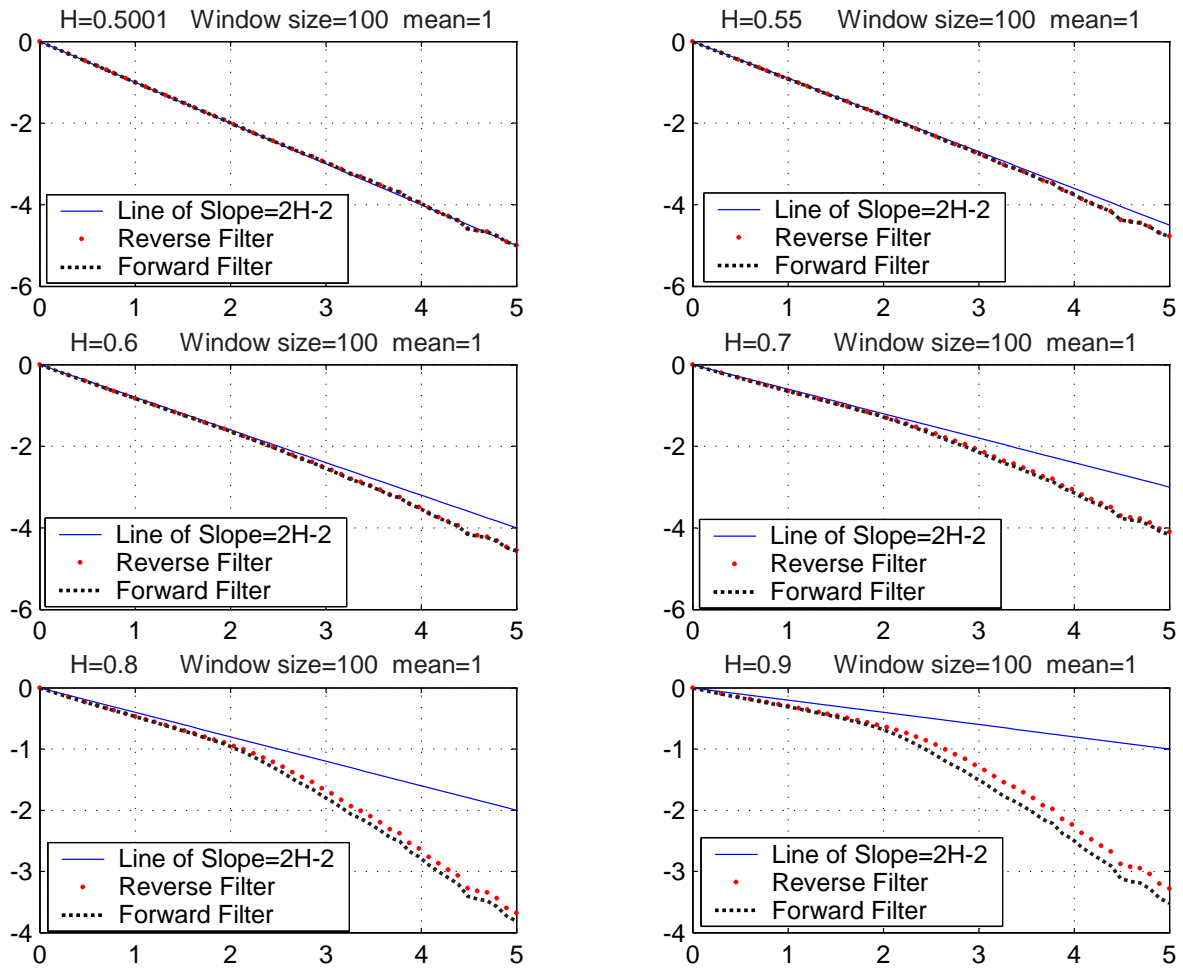 H=0.5001 Window size=100 mean=1
0
-2
-4
-6
Line of Slope=2H-2
Reverse Filter
Forward Filter
0 1 2 3 4 5
H=0.55 Window size=100 mean=1
0
-2
-4
-6
Line of Slope=2H-2
Reverse Filter
Forward Filter
0 1 2 3 4 5
H=0.6 Window size=100 mean=1
0
-2
-4
-6
Line of Slope=2H-2
Reverse Filter
Forward Filter
0 1 2 3 4 5
H=0.7 Window size=100 mean=1
0
-2
-4
-6
Line of Slope=2H-2
Reverse Filter
Forward Filter
0 1 2 3 4 5
H=0.8 Window size=100 mean=1
0
-1
-2
-3
-4
Line of Slope=2H-2
Reverse Filter
Forward Filter
0 1 2 3 4 5
H=0.9 Window size=100 mean=1
0
-1
-2
-3
-4
Line of Slope=2H-2
Reverse Filter
Forward Filter
0 1 2 3 4 5